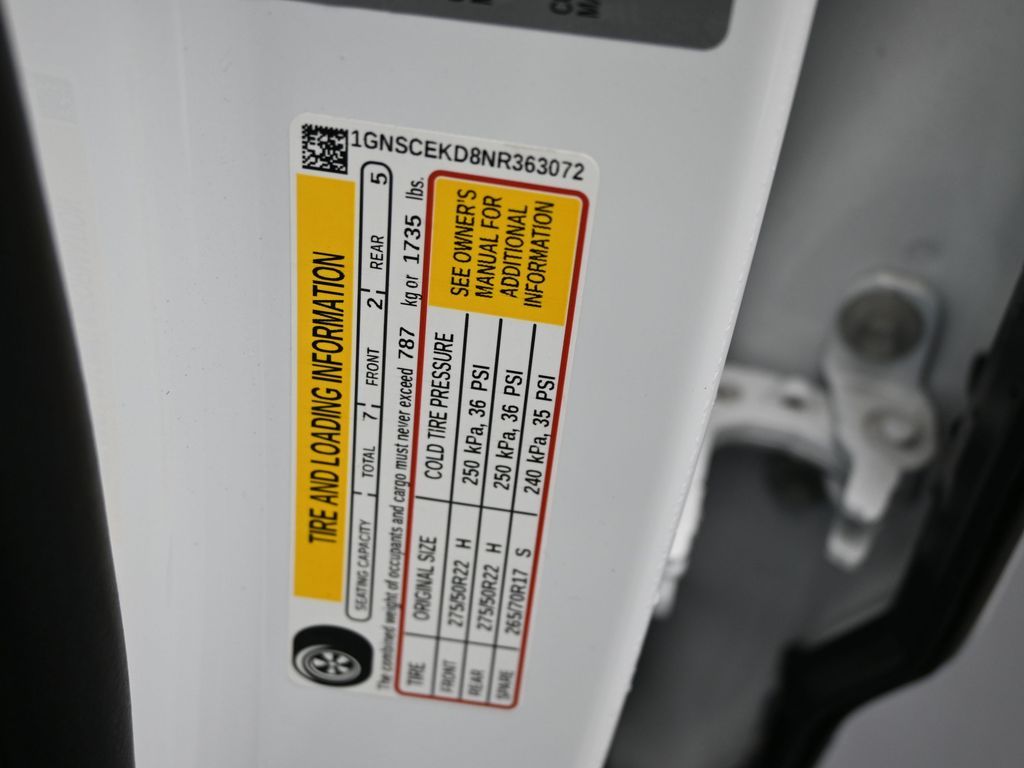 1GNSCEKD8NR363072
TIRE AND LOADING INFORMATION
SEATING CAPACITY TOTAL 7 FRONT 2 REAR 5
The combined weight of occupants and cargo must never exceed 787 kg or 1735 lbs.
TIRE ORIGINAL SIZE COLD TIRE PRESSURE
FRONT 275/50R22 H 250 kPa, 36 PSI
REAR 275/50R22 H 250 kPa, 36 PSI
SPARE 265/70R17 S 240 kPa, 35 PSI
SEE OWNER'S
MANUAL FOR
ADDITIONAL
INFORMATION